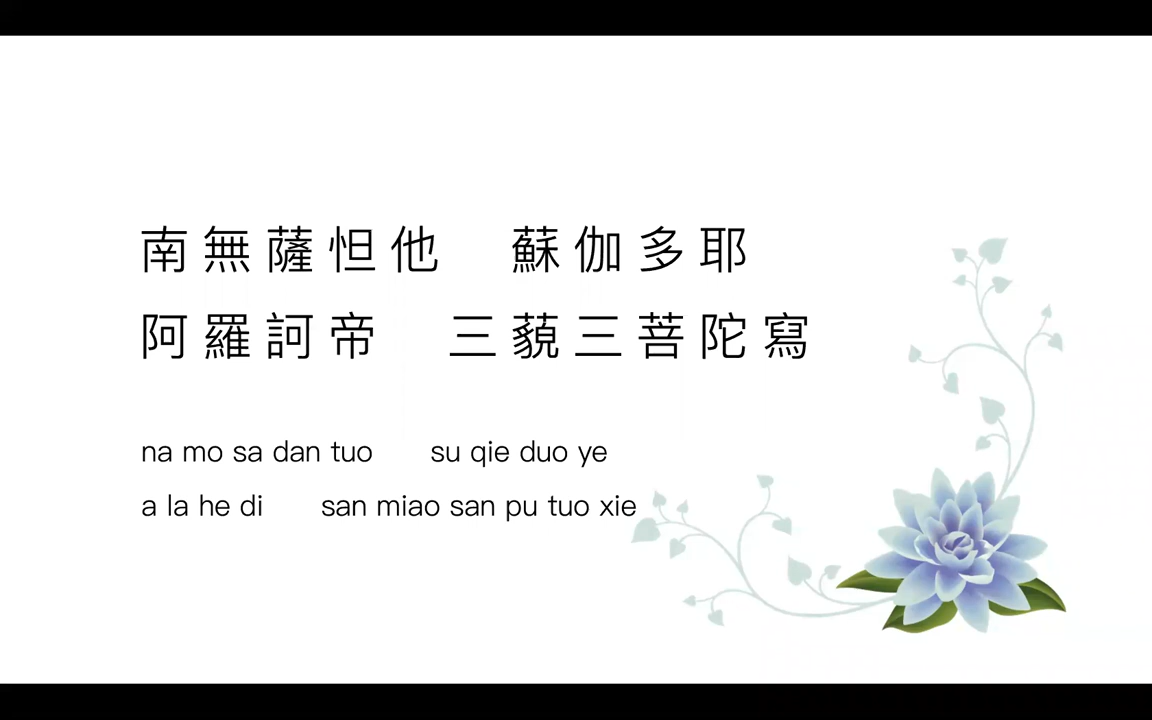 南無薩怛他 蘇伽多耶
阿羅訶帝 三藐三菩陀寫
na mo sa dan tuo su qie duo ye
a la he di san miao san pu tuo xie